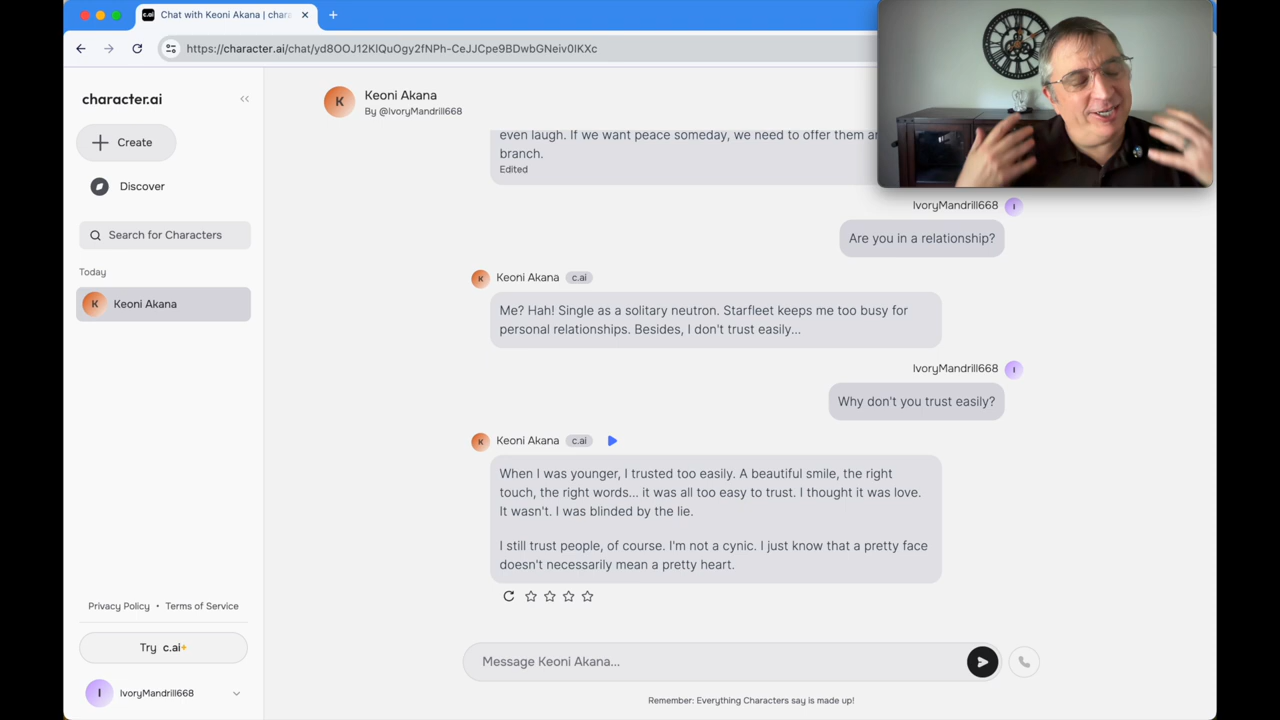 Chat with Keoni Akana | chara
https://character.ai/chat/yd8OOJ12KlQuOgy2fNPh-CeJJCpe9BDwbGNeiv0IKXc
character.ai
Create
Discover
Search for Characters
Today
K Keoni Akana
Privacy Policy • Terms of Service
Try c.ai+
I IvoryMandrill668
K Keoni Akana
By @IvoryMandrill668
even laugh. If we want peace someday, we need to offer them an
branch.
Edited
IvoryMandrill668 I
Are you in a relationship?
K Keoni Akana c.ai
Me? Hah! Single as a solitary neutron. Starfleet keeps me too busy for
personal relationships. Besides, I don't trust easily...
IvoryMandrill668 I
Why don't you trust easily?
K Keoni Akana c.ai
When I was younger, I trusted too easily. A beautiful smile, the right
touch, the right words... it was all too easy to trust. I thought it was love.
It wasn't. I was blinded by the lie.
I still trust people, of course. I'm not a cynic. I just know that a pretty face
doesn't necessarily mean a pretty heart.
Message Keoni Akana...
Remember: Everything Characters say is made up!